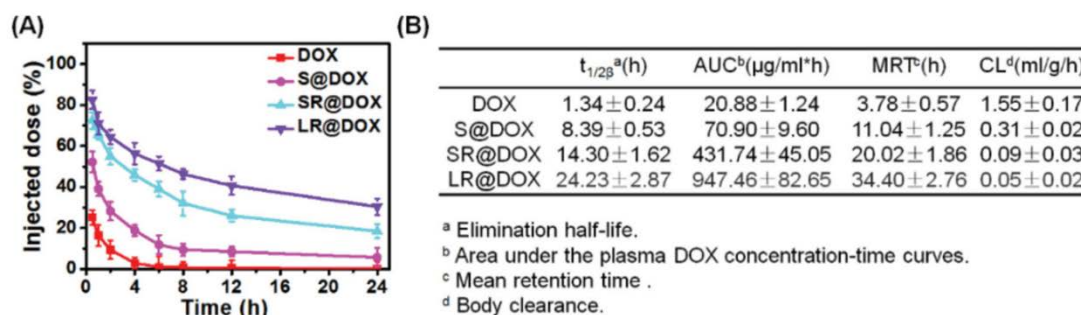 (A)
Injected dose (%)
100
80
60
40
20
0
0 4 8 12 16 20 24
Time (h)
DOX
S@DOX
SR@DOX
LR@DOX
(B)
t1/2βᵃ(h) AUCᵇ(μg/ml*h) MRTᶜ(h) CLᵈ(ml/g/h)
DOX 1.34±0.24 20.88±1.24 3.78±0.57 1.55±0.17
S@DOX 8.39±0.53 70.90±9.60 11.04±1.25 0.31±0.02
SR@DOX 14.30±1.62 431.74±45.05 20.02±1.86 0.09±0.03
LR@DOX 24.23±2.87 947.46±82.65 34.40±2.76 0.05±0.02
ᵃ Elimination half-life.
ᵇ Area under the plasma DOX concentration-time curves.
ᶜ Mean retention time .
ᵈ Body clearance.